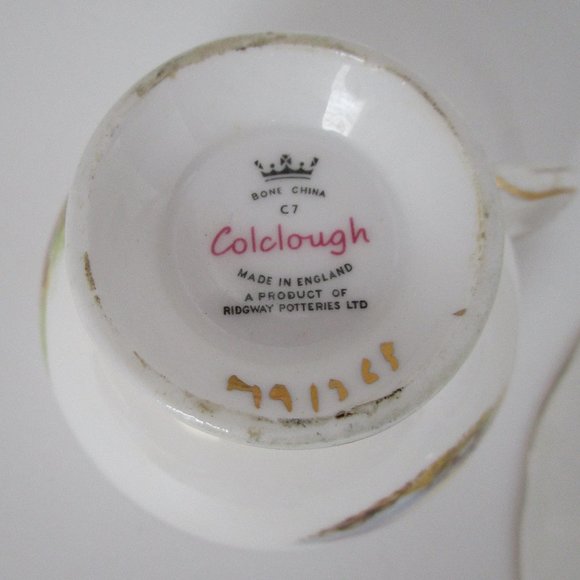 BONE CHINA
C7
Colclough
MADE IN ENGLAND
A PRODUCT OF
RIDGWAY POTTERIES LTD